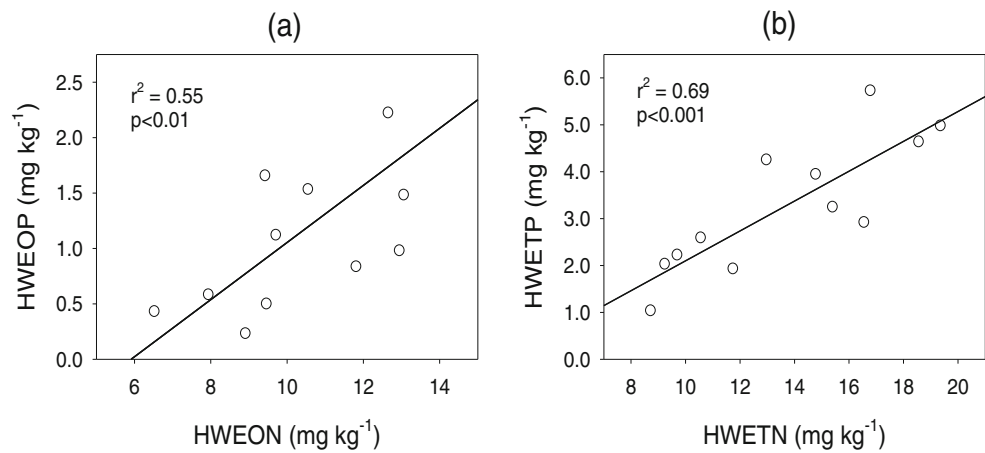 (a)
r² = 0.55
p<0.01
HWEOP (mg kg⁻¹)
2.5
2.0
1.5
1.0
0.5
0.0
6 8 10 12 14
HWEON (mg kg⁻¹)
(b)
r² = 0.69
p<0.001
HWETP (mg kg⁻¹)
6.0
5.0
4.0
3.0
2.0
1.0
0.0
8 10 12 14 16 18 20
HWETN (mg kg⁻¹)